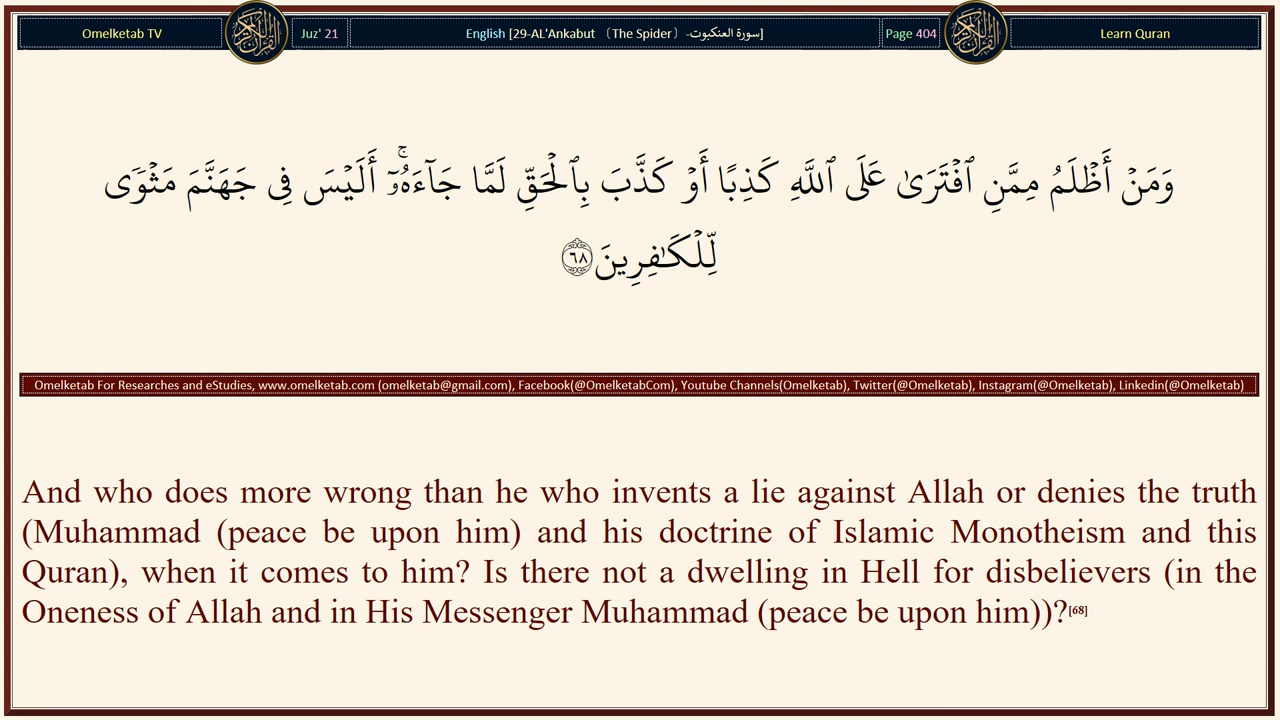 Omelketab TV
Juz' 21
English [29-AL'Ankabut (The Spider) -سورة العنكبوت]
Page 404
Learn Quran
وَمَنۡ أَظۡلَمُ مِمَّنِ ٱفۡتَرَىٰ عَلَى ٱللَّهِ كَذِبًا أَوۡ كَذَّبَ بِٱلۡحَقِّ لَمَّا جَآءَهُۥٓۚ أَلَيۡسَ فِي جَهَنَّمَ مَثۡوٗى
لِّلۡكَٰفِرِينَ ٦٨
Omelketab For Researches and eStudies, www.omelketab.com (omelketab@gmail.com), Facebook(@OmelketabCom), Youtube Channels(Omelketab), Twitter(@Omelketab), Instagram(@Omelketab), Linkedin(@Omelketab)
And who does more wrong than he who invents a lie against Allah or denies the truth
(Muhammad (peace be upon him) and his doctrine of Islamic Monotheism and this
Quran), when it comes to him? Is there not a dwelling in Hell for disbelievers (in the
Oneness of Allah and in His Messenger Muhammad (peace be upon him))?[68]